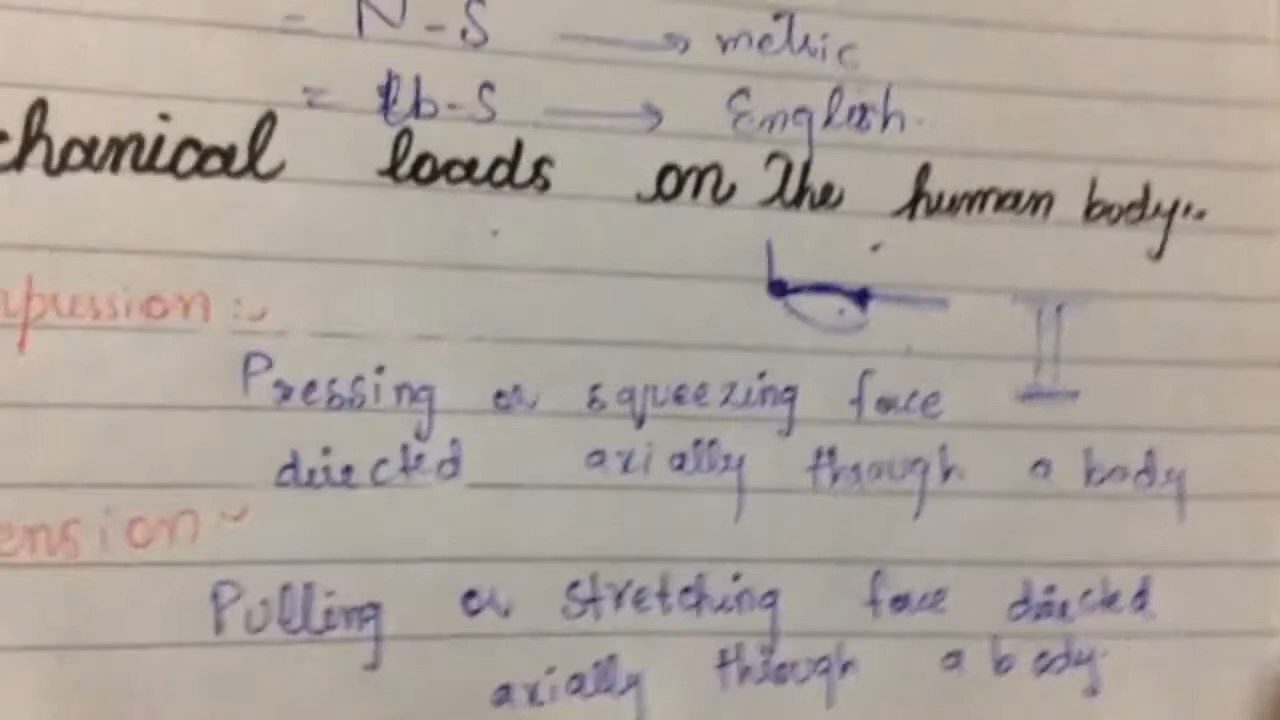 = N-S → metric
= lb-S → English.
chanical loads on the human body:-
mpression :-
Pressing or squeezing force
directed axially through a body
ension :-
Pulling or stretching force directed
axially through a body.